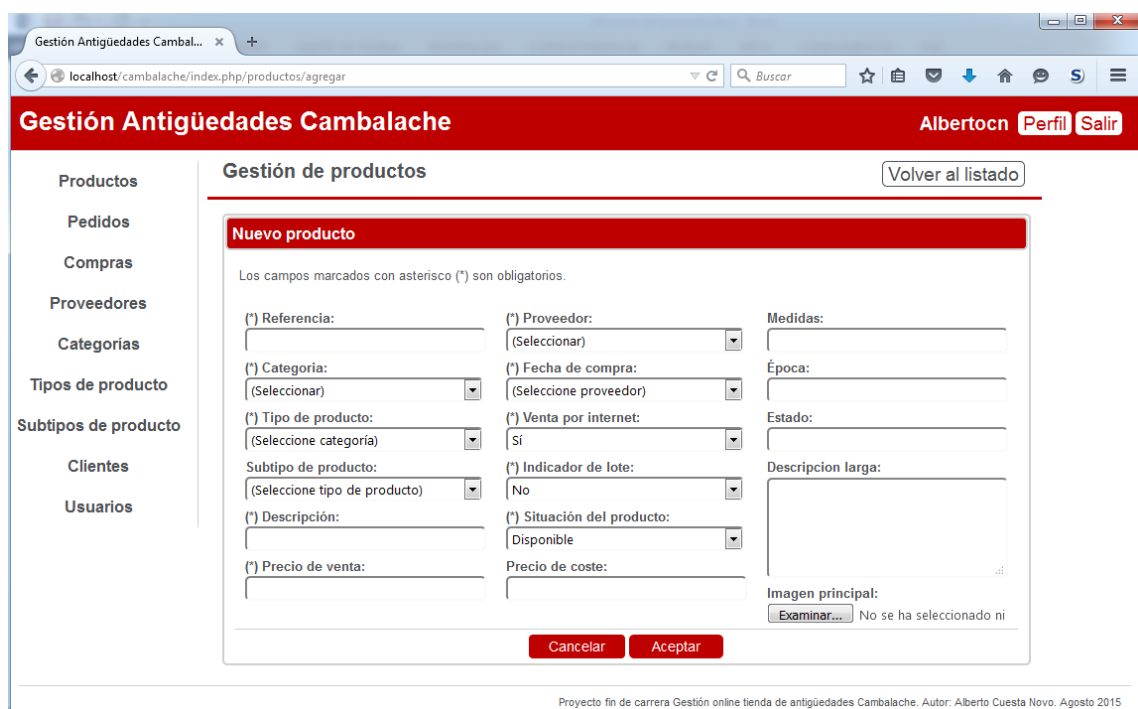 Gestión Antigüedades Cambal... × +
localhost/cambalache/index.php/productos/agregar
Buscar
S)
Gestión Antigüedades Cambalache
Albertocn Perfil Salir
Productos
Pedidos
Compras
Proveedores
Categorías
Tipos de producto
Subtipos de producto
Clientes
Usuarios
Gestión de productos
Volver al listado
Nuevo producto
Los campos marcados con asterisco (*) son obligatorios.
(*) Referencia:
(*) Categoria:
(Seleccionar)
(*) Tipo de producto:
(Seleccione categoría)
Subtipo de producto:
(Seleccione tipo de producto)
(*) Descripción:
(*) Precio de venta:
(*) Proveedor:
(Seleccionar)
(*) Fecha de compra:
(Seleccione proveedor)
(*) Venta por internet:
Sí
(*) Indicador de lote:
No
(*) Situación del producto:
Disponible
Precio de coste:
Medidas:
Época:
Estado:
Descripcion larga:
Imagen principal:
Examinar... No se ha seleccionado ni
Cancelar Aceptar
Proyecto fin de carrera Gestión online tienda de antigüedades Cambalache. Autor: Alberto Cuesta Novo. Agosto 2015